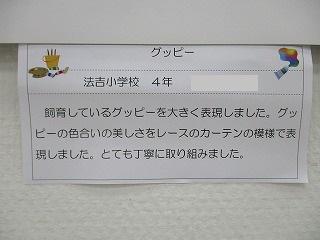 グッピー
法吉小学校　４年
飼育しているグッピーを大きく表現しました。グッ
ピーの色合いの美しさをレースのカーテンの模様で表
現しました。とても丁寧に取り組みました。